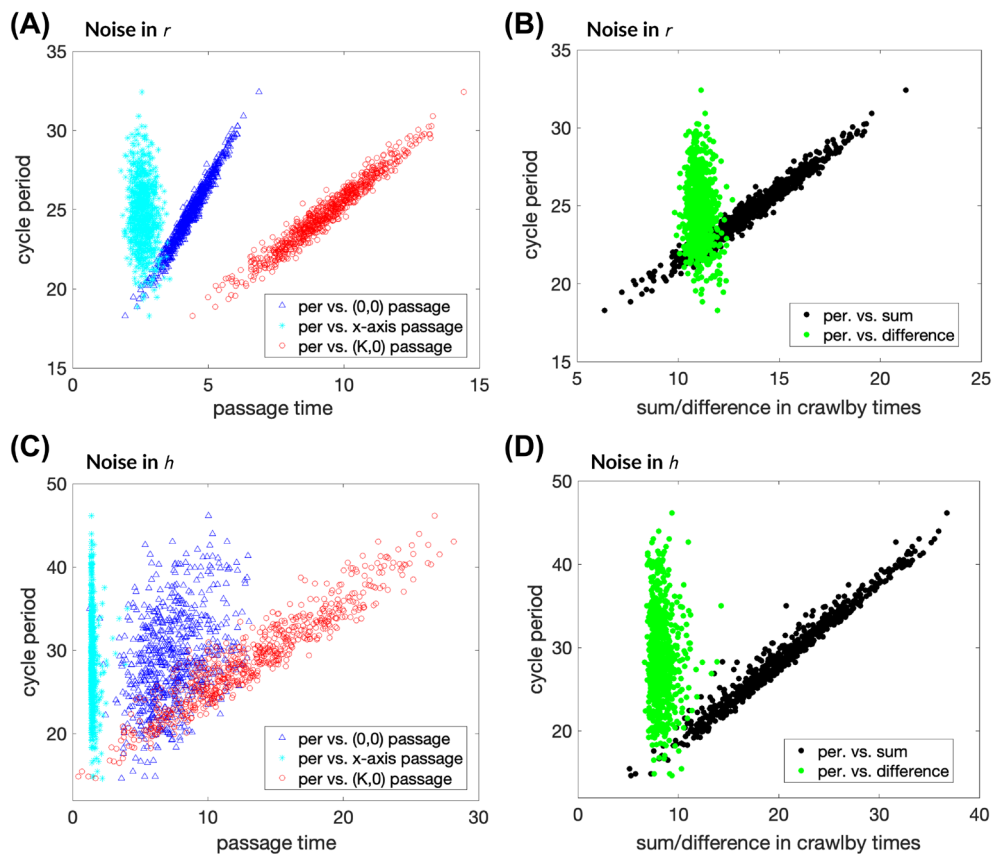 (A) Noise in r
35
30
25
20
15
0 5 10 15
cycle period
passage time
per vs. (0,0) passage
per vs. x-axis passage
per vs. (K,0) passage
(B) Noise in r
35
30
25
20
15
5 10 15 20 25
cycle period
sum/difference in crawlby times
per. vs. sum
per. vs. difference
(C) Noise in h
50
40
30
20
0 10 20 30
cycle period
passage time
per vs. (0,0) passage
per vs. x-axis passage
per vs. (K,0) passage
(D) Noise in h
50
40
30
20
0 10 20 30 40
cycle period
sum/difference in crawlby times
per. vs. sum
per. vs. difference